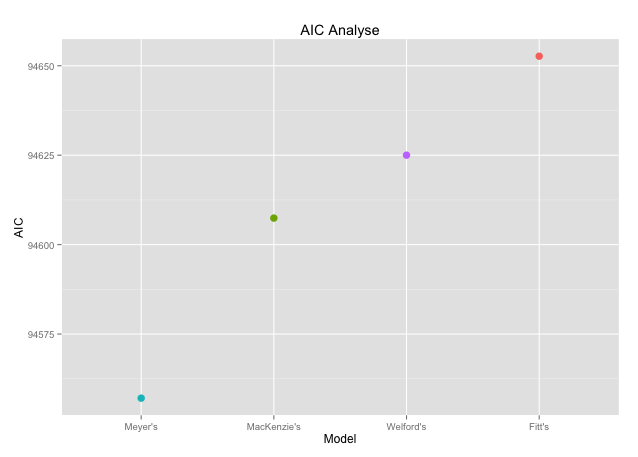 AIC Analyse
AIC
94650
94625
94600
94575
Meyer's
MacKenzie's
Welford's
Fitt's
Model